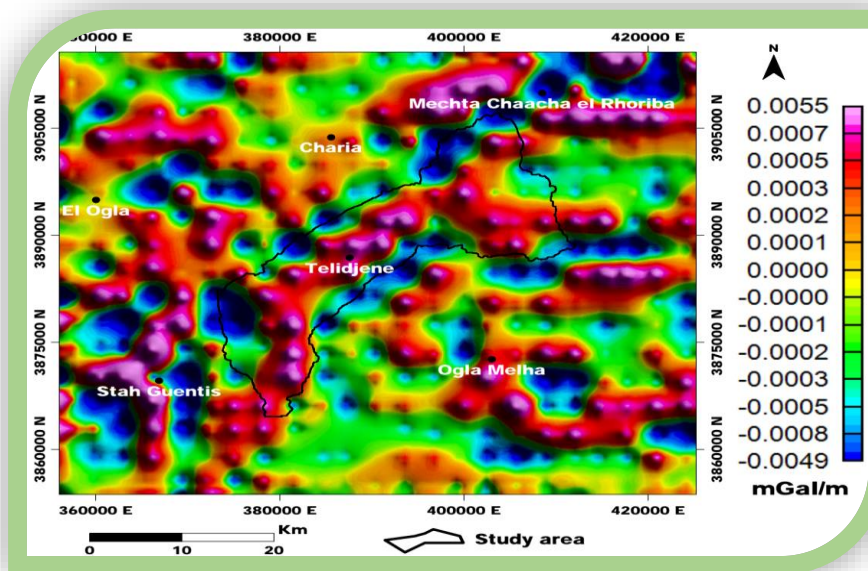 360000 E 380000 E 400000 E 420000 E
N
Mechta Chaacha el Rhoriba
Charia
El Ogla
Telidjene
Ogla Melha
Stah Guentis
3905000 N
3890000 N
3875000 N
3860000 N
3905000 N
3890000 N
3875000 N
3860000 N
0.0055
0.0007
0.0005
0.0003
0.0002
0.0001
0.0000
-0.0000
-0.0001
-0.0002
-0.0003
-0.0005
-0.0008
-0.0049
mGal/m
360000 E 380000 E 400000 E 420000 E
Km
0 10 20
Study area